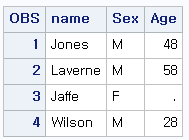 OBS name Sex Age
1 Jones M 48
2 Laverne M 58
3 Jaffe F .
4 Wilson M 28